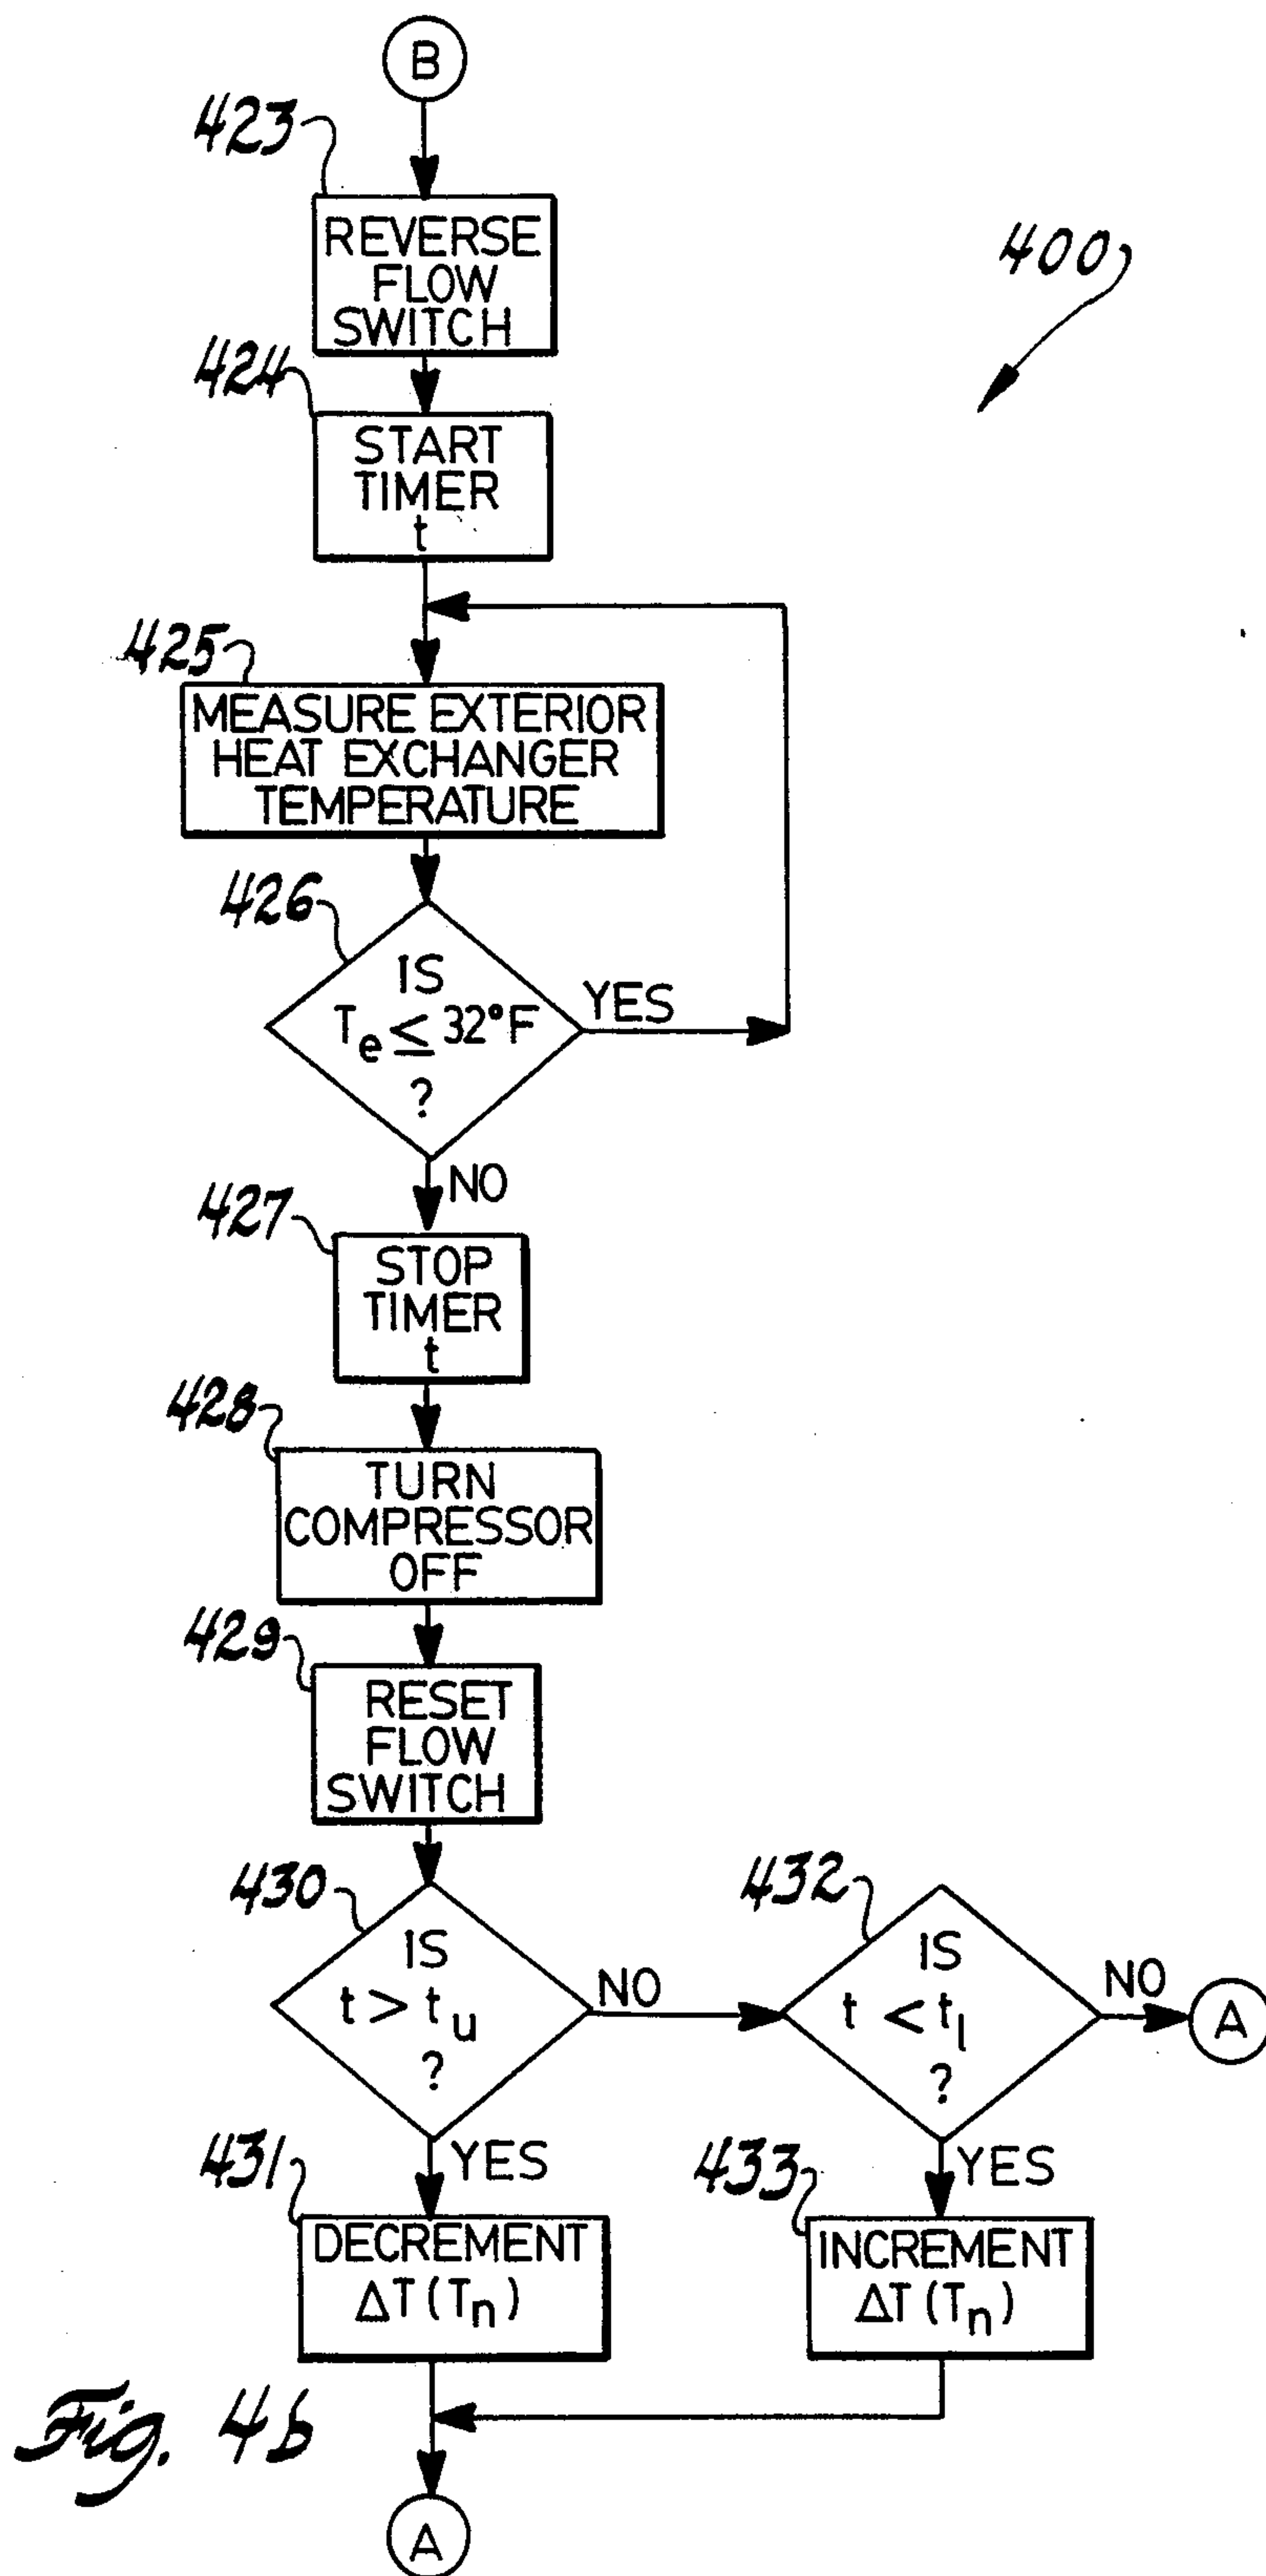 B
423
REVERSE
FLOW
SWITCH
400
424
START
TIMER
t
425
MEASURE EXTERIOR
HEAT EXCHANGER
TEMPERATURE
426
IS
Te ≤ 32°F
?
YES
NO
427
STOP
TIMER
t
428
TURN
COMPRESSOR
OFF
429
RESET
FLOW
SWITCH
430
IS
t > tu
?
NO
432
IS
t < tl
?
NO
A
YES
431
DECREMENT
ΔT(Tn)
YES
433
INCREMENT
ΔT(Tn)
Fig. 4b
A